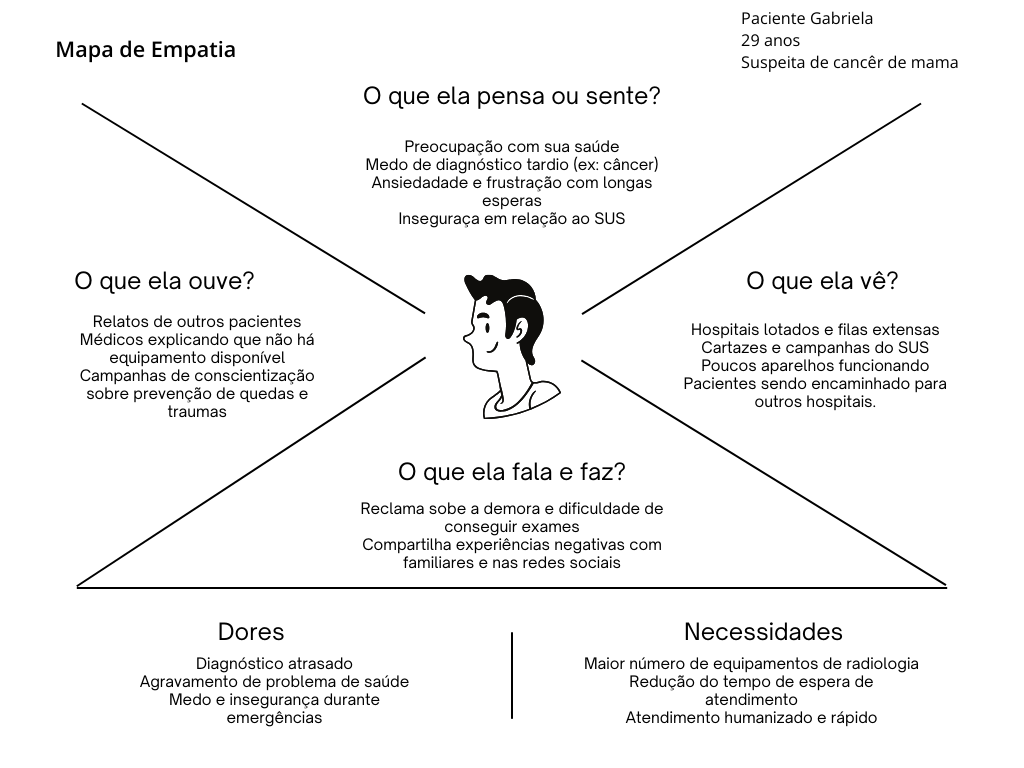 Mapa de Empatia
Paciente Gabriela
29 anos
Suspeita de cancêr de mama
O que ela pensa ou sente?
Preocupação com sua saúde
Medo de diagnóstico tardio (ex: câncer)
Ansiedadade e frustração com longas
esperas
Inseguraça em relação ao SUS
O que ela ouve?
Relatos de outros pacientes
Médicos explicando que não há
equipamento disponível
Campanhas de conscientização
sobre prevenção de quedas e
traumas
O que ela vê?
Hospitais lotados e filas extensas
Cartazes e campanhas do SUS
Poucos aparelhos funcionando
Pacientes sendo encaminhado para
outros hospitais.
O que ela fala e faz?
Reclama sobe a demora e dificuldade de
conseguir exames
Compartilha experiências negativas com
familiares e nas redes sociais
Dores
Diagnóstico atrasado
Agravamento de problema de saúde
Medo e insegurança durante
emergências
Necessidades
Maior número de equipamentos de radiologia
Redução do tempo de espera de
atendimento
Atendimento humanizado e rápido